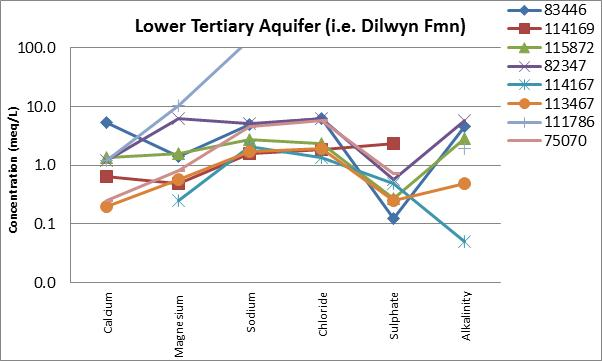 Lower Tertiary Aquifer (i.e. Dilwyn Fmn)
83446
114169
115872
82347
114167
113467
111786
75070
Concentration (meq/L)
100.0
10.0
1.0
0.1
0.0
Calcium
Magnesium
Sodium
Chloride
Sulphate
Alkalinity